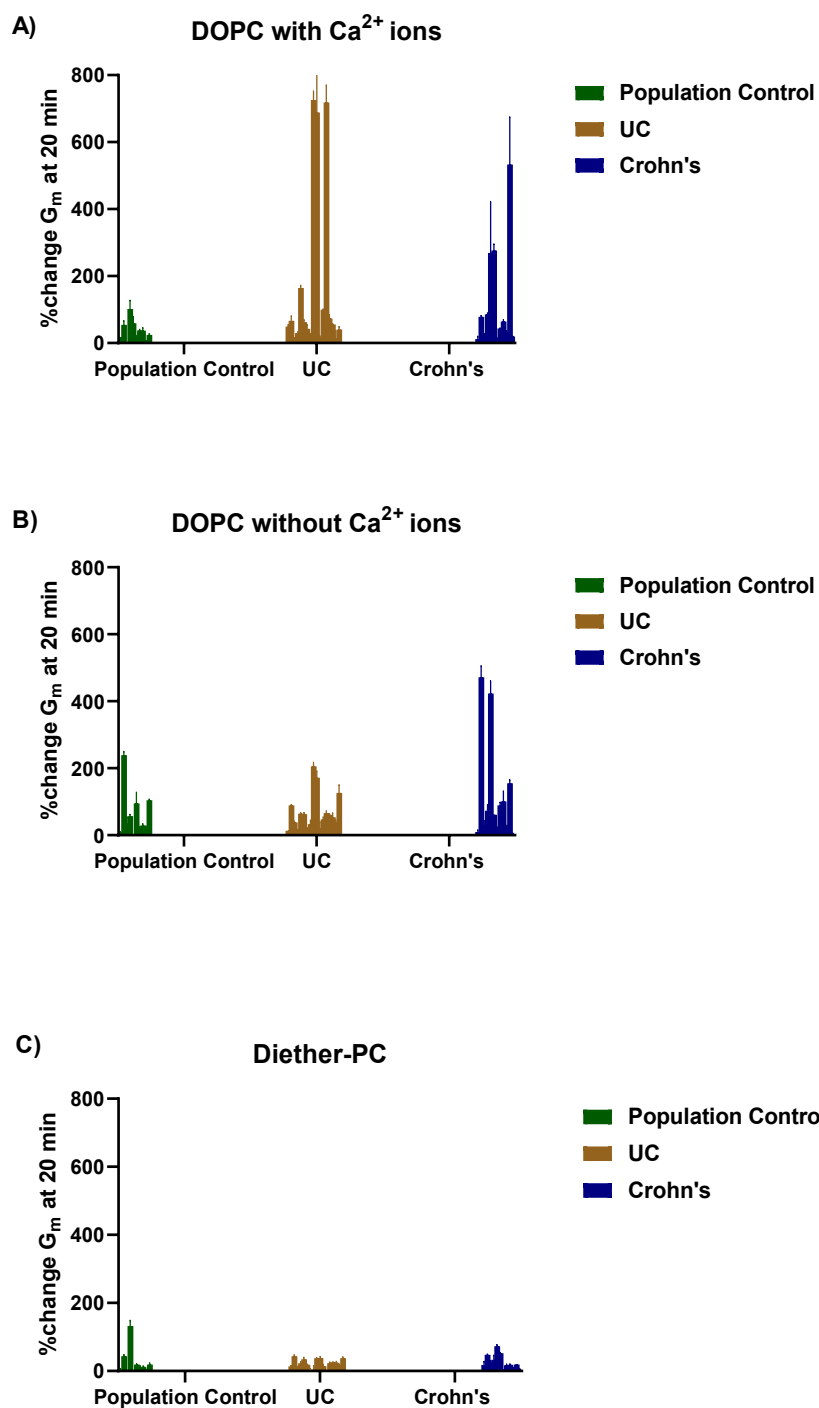 A)
DOPC with Ca2+ ions
%change Gm at 20 min
800
600
400
200
0
Population Control
UC
Crohn's
Population Control
UC
Crohn's
B)
DOPC without Ca2+ ions
%change Gm at 20 min
800
600
400
200
0
Population Control
UC
Crohn's
Population Control
UC
Crohn's
C)
Diether-PC
%change Gm at 20 min
800
600
400
200
0
Population Control
UC
Crohn's
Population Contro
UC
Crohn's